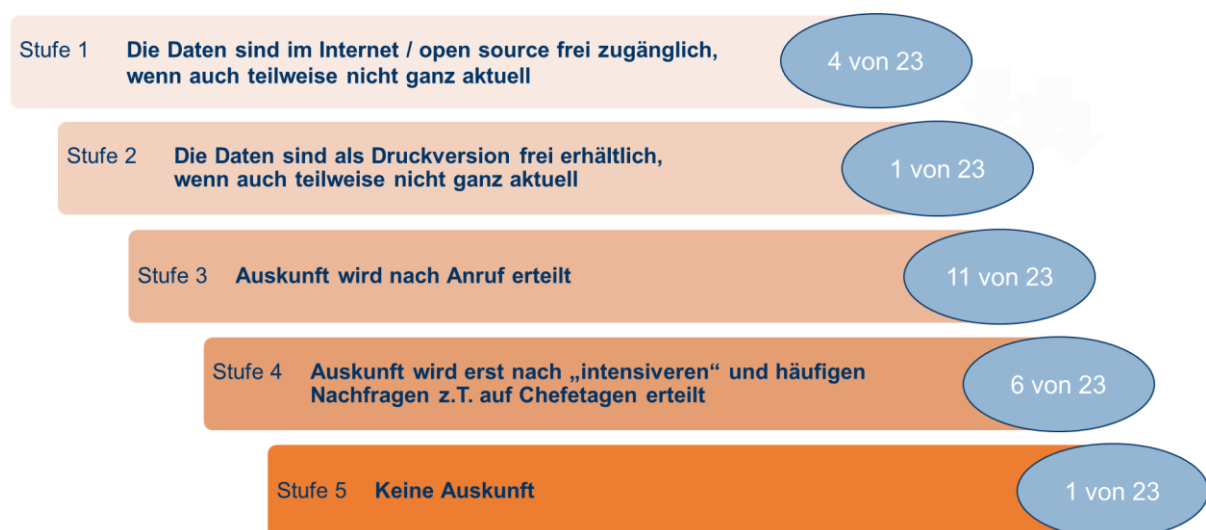 Stufe 1 Die Daten sind im Internet / open source frei zugänglich,
wenn auch teilweise nicht ganz aktuell
4 von 23
Stufe 2 Die Daten sind als Druckversion frei erhältlich,
wenn auch teilweise nicht ganz aktuell
1 von 23
Stufe 3 Auskunft wird nach Anruf erteilt
11 von 23
Stufe 4 Auskunft wird erst nach „intensiveren“ und häufigen
Nachfragen z.T. auf Chefetagen erteilt
6 von 23
Stufe 5 Keine Auskunft
1 von 23